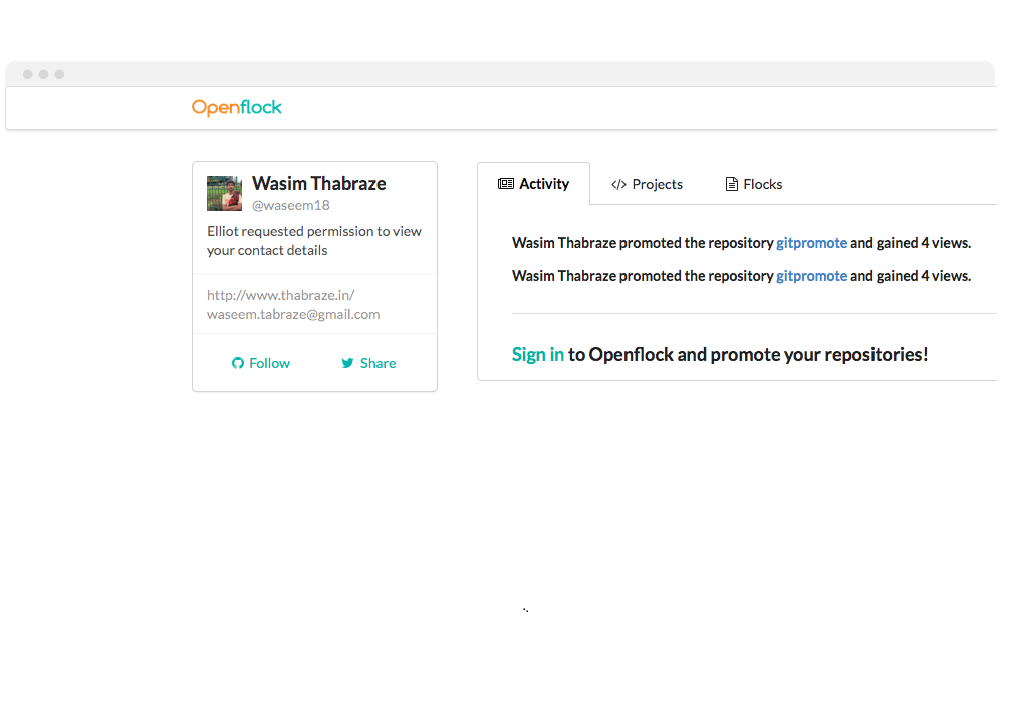 Openflock
Wasim Thabraze
@waseem18
Elliot requested permission to view
your contact details
http://www.thabraze.in/
waseem.tabraze@gmail.com
Follow Share
Activity Projects Flocks
Wasim Thabraze promoted the repository gitpromote and gained 4 views.
Wasim Thabraze promoted the repository gitpromote and gained 4 views.
Sign in to Openflock and promote your repositories!